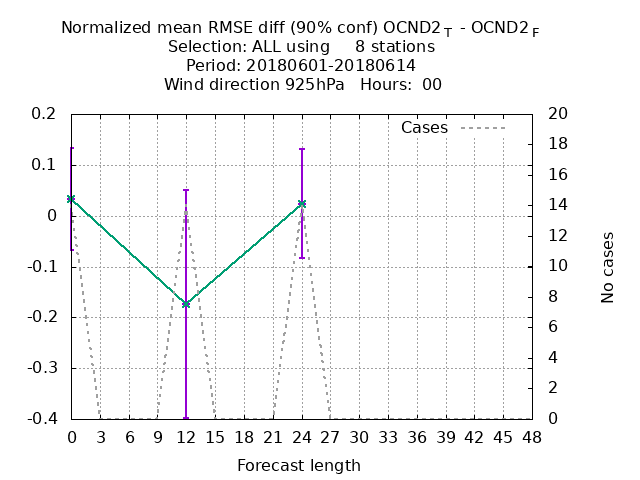 Normalized mean RMSE diff (90% conf) OCND2 T - OCND2 F
Selection: ALL using     8 stations
Period: 20180601-20180614
Wind direction 925hPa   Hours:  00
Cases
0.2
0.1
0
-0.1
-0.2
-0.3
-0.4
20
18
16
14
12
10
8
6
4
2
0
No cases
0 3 6 9 12 15 18 21 24 27 30 33 36 39 42 45 48
Forecast length